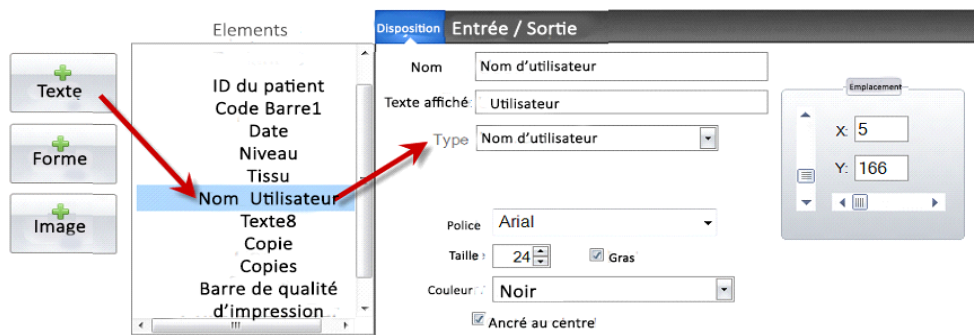 Elements
Texte
Forme
Image
ID du patient
Code Barre1
Date
Niveau
Tissu
Nom Utilisateur
Texte8
Copie
Copies
Barre de qualité
d'impression
Disposition Entrée / Sortie
Nom Nom d'utilisateur
Texte affiché: Utilisateur
Type Nom d'utilisateur
Police Arial
Taille : 24 Gras
Couleur : Noir
Ancré au centre
Emplacement
X: 5
Y: 166